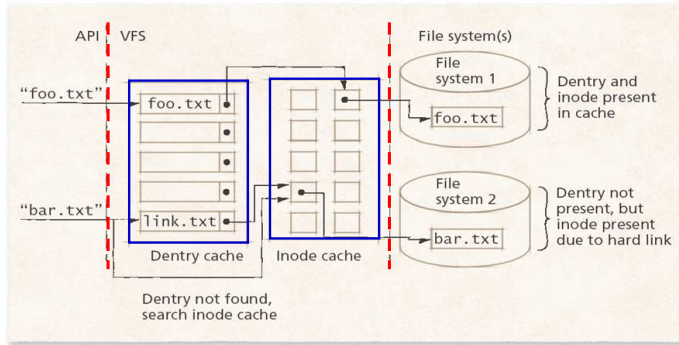 API
VFS
File system(s)
"foo.txt"
foo.txt
File
system 1
foo.txt
Dentry and
inode present
in cache
"bar.txt"
link.txt
File
system 2
bar.txt
Dentry not
present, but
inode present
due to hard link
Dentry cache
Inode cache
Dentry not found,
search inode cache